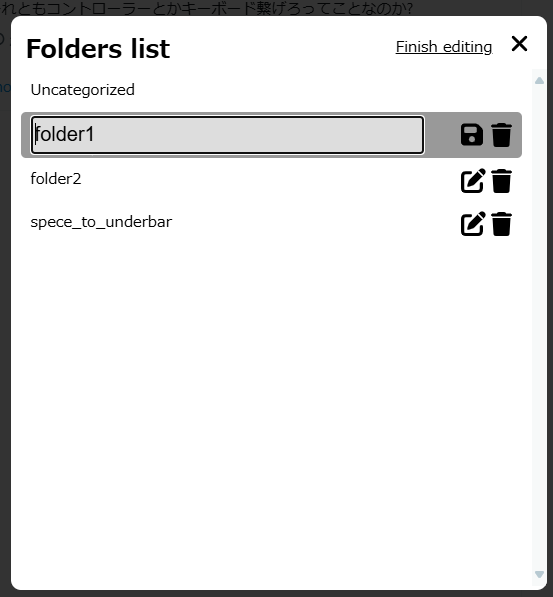 れともコントローラーとかキーボード繋げろってことなのか?
Folders list
Finish editing
Uncategorized
folder1
folder2
spece_to_underbar